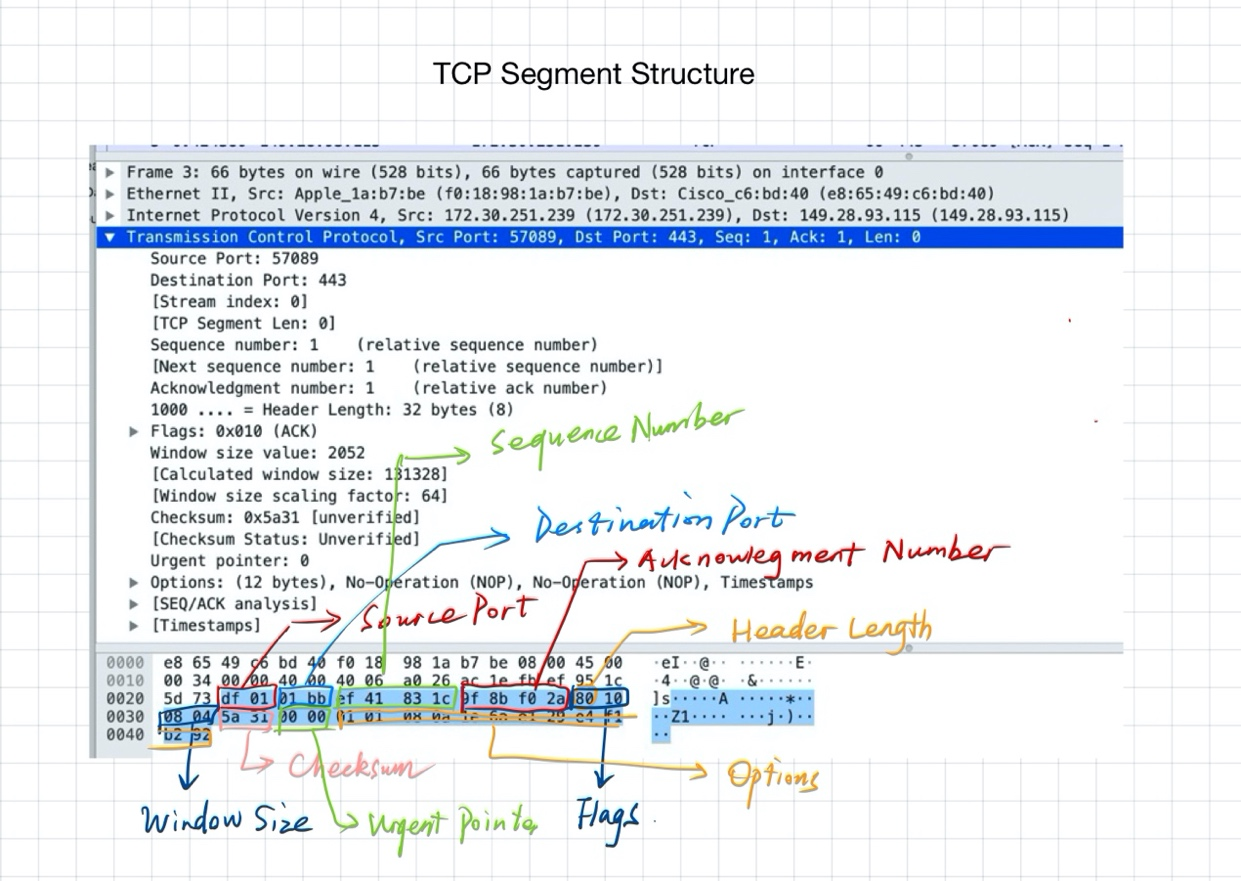 TCP Segment Structure
Frame 3: 66 bytes on wire (528 bits), 66 bytes captured (528 bits) on interface 0
Ethernet II, Src: Apple_1a:b7:be (f0:18:98:1a:b7:be), Dst: Cisco_c6:bd:40 (e8:65:49:c6:bd:40)
Internet Protocol Version 4, Src: 172.30.251.239 (172.30.251.239), Dst: 149.28.93.115 (149.28.93.115)
Transmission Control Protocol, Src Port: 57089, Dst Port: 443, Seq: 1, Ack: 1, Len: 0
Source Port: 57089
Destination Port: 443
[Stream index: 0]
[TCP Segment Len: 0]
Sequence number: 1    (relative sequence number)
[Next sequence number: 1    (relative sequence number)]
Acknowledgment number: 1    (relative ack number)
1000 .... = Header Length: 32 bytes (8)
Flags: 0x010 (ACK)
Sequence Number
Window size value: 2052
[Calculated window size: 131328]
[Window size scaling factor: 64]
Checksum: 0x5a31 [unverified]
Destination Port
[Checksum Status: Unverified]
Urgent pointer: 0
Acknowlegment Number
Options: (12 bytes), No-Operation (NOP), No-Operation (NOP), Timestamps
[SEQ/ACK analysis]
Source Port
[Timestamps]
Header Length
0000 e8 65 49 c6 bd 40 f0 18 98 1a b7 be 08 00 45 00 ·eI··@·· ······E·
0010 00 34 00 00 40 00 40 06 a0 26 ac 1e fb ef 95 1c ·4··@·@· ·&······
0020 5d 73 df 01 01 bb ef 41 83 1c 9f 8b f0 2a 80 10 ]s·····A ·····*··
0030 08 04 5a 31 00 00 01 01 08 0a 6a 29 ··Z1···· ··j·)··
0040 b2 92 ··
Checksum
Options
Window Size
Urgent Pointe
Flags.